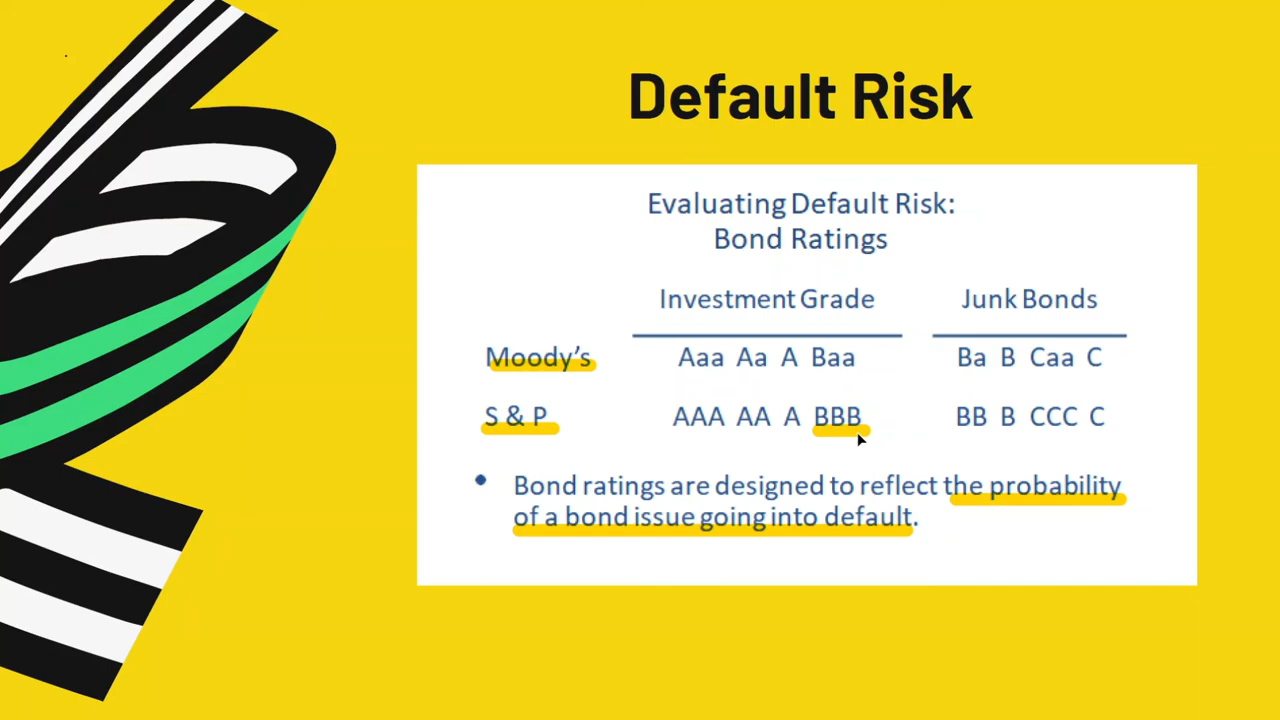 Default Risk
Evaluating Default Risk:
Bond Ratings
Investment Grade Junk Bonds
Moody’s Aaa Aa A Baa Ba B Caa C
S & P AAA AA A BBB BB B CCC C
• Bond ratings are designed to reflect the probability
of a bond issue going into default.